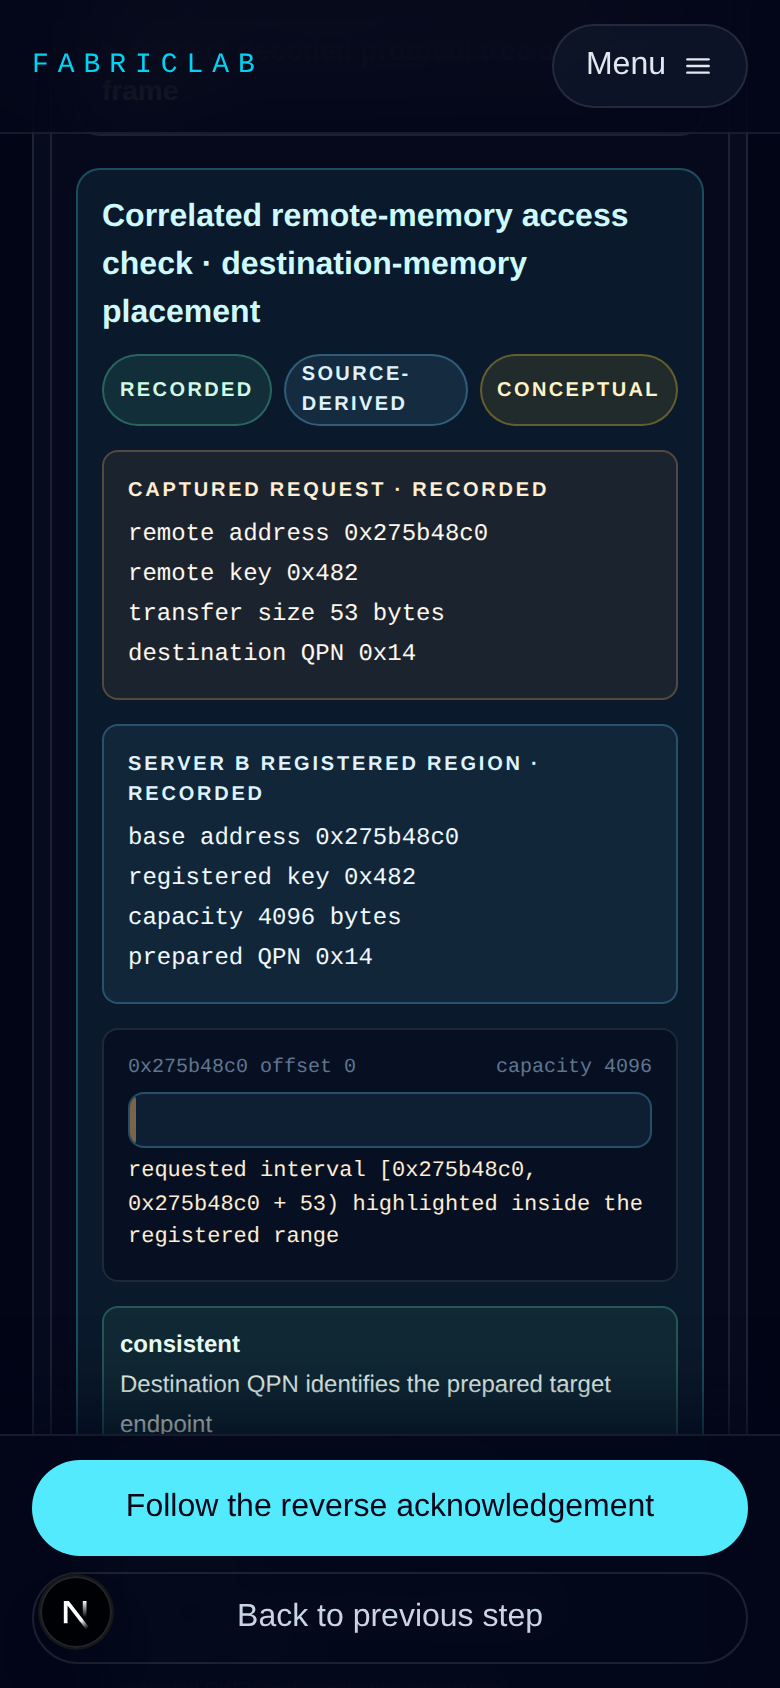 FABRICLAB
Menu
frame
Correlated remote-memory access
check · destination-memory
placement
RECORDED
SOURCE-
DERIVED
CONCEPTUAL
CAPTURED REQUEST · RECORDED
remote address 0x275b48c0
remote key 0x482
transfer size 53 bytes
destination QPN 0x14
SERVER B REGISTERED REGION ·
RECORDED
base address 0x275b48c0
registered key 0x482
capacity 4096 bytes
prepared QPN 0x14
0x275b48c0 offset 0
capacity 4096
requested interval [0x275b48c0,
0x275b48c0 + 53) highlighted inside the
registered range
consistent
Destination QPN identifies the prepared target
endpoint
Follow the reverse acknowledgement
Back to previous step